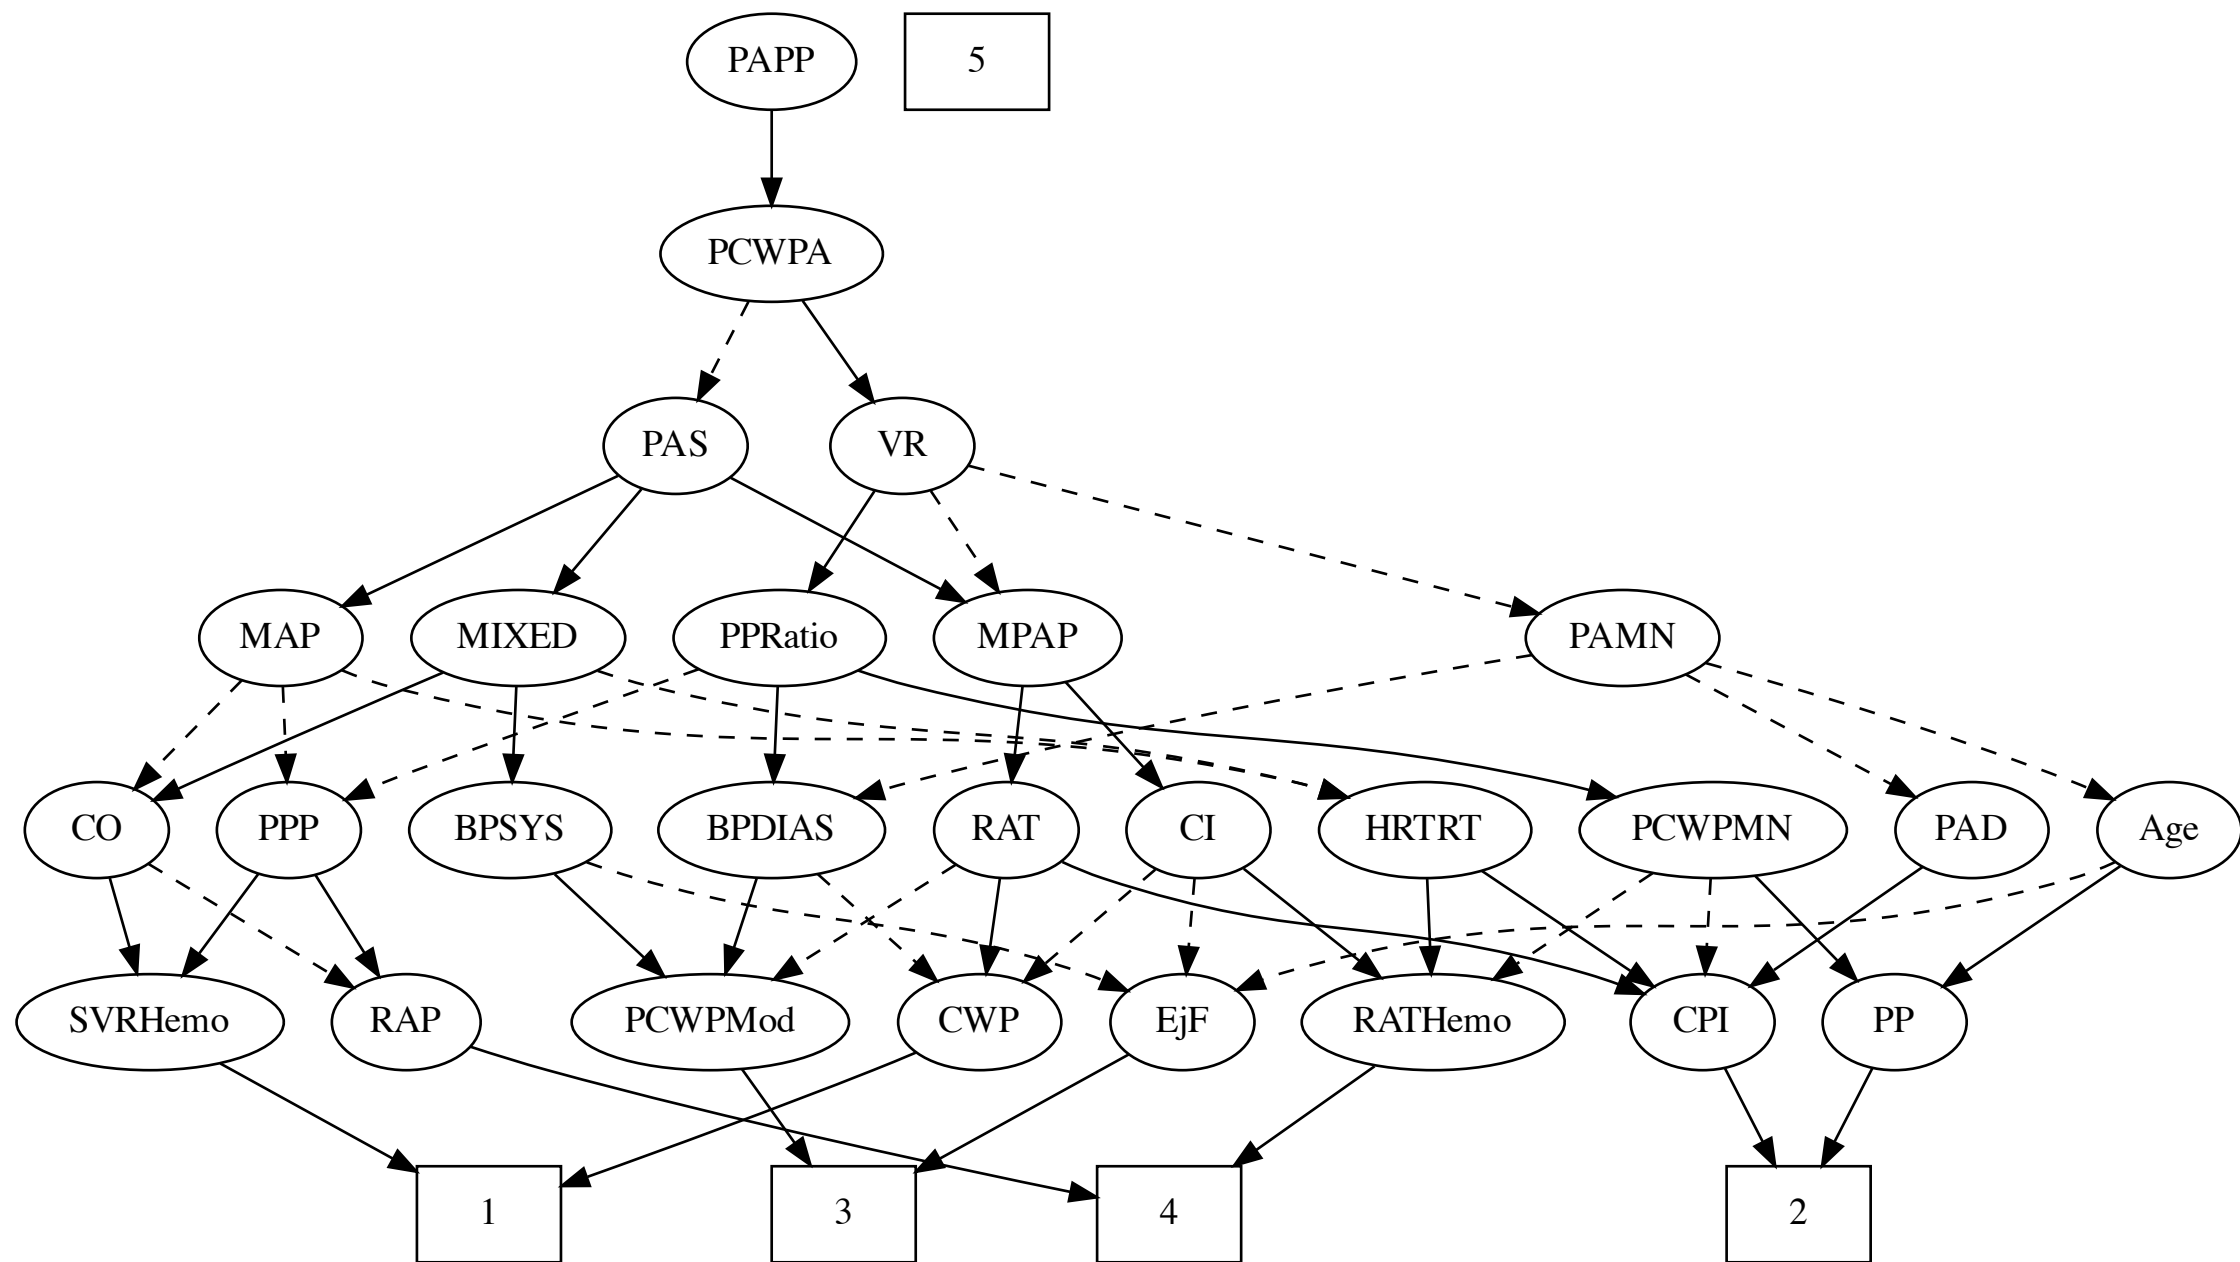 PAPP
5
PCWPA
PAS
VR
MAP
MIXED
PPRatio
MPAP
PAMN
CO
PPP
BPSYS
BPDIAS
RAT
CI
HRTRT
PCWPMN
PAD
Age
SVRHemo
RAP
PCWPMod
CWP
EjF
RATHemo
CPI
PP
1
3
4
2